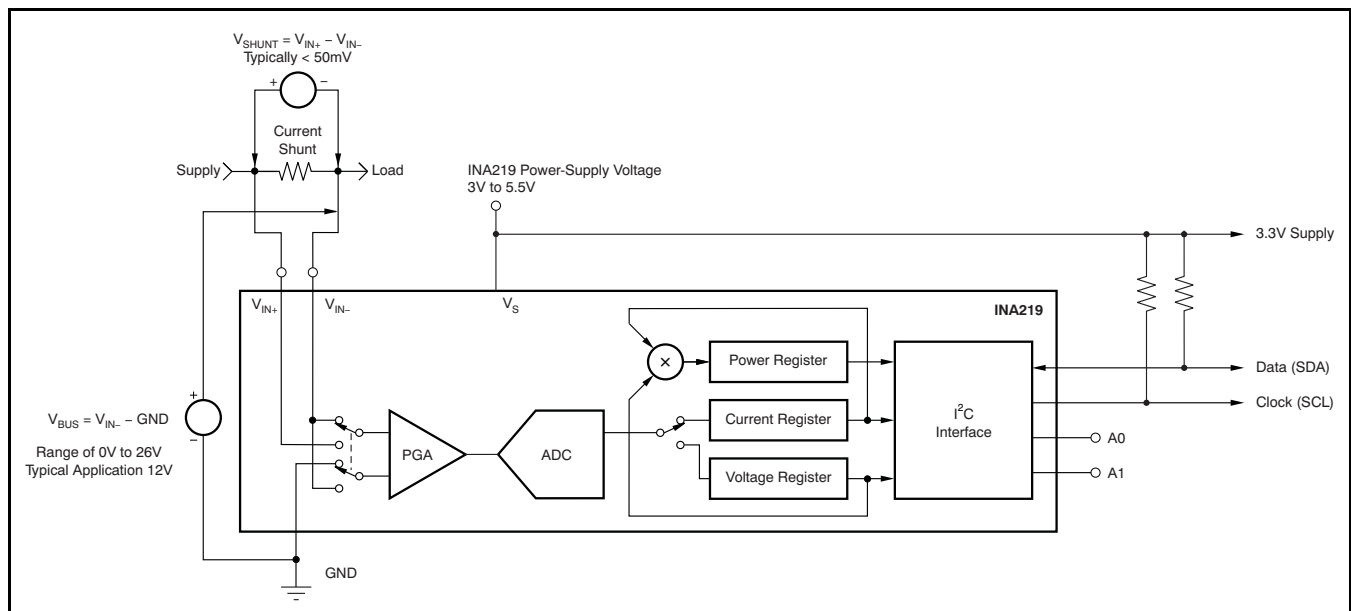 V_SHUNT = V_IN+ – V_IN–
Typically < 50mV
+
–
Current
Shunt
Supply
Load
INA219 Power-Supply Voltage
3V to 5.5V
3.3V Supply
V_IN+
V_IN–
V_S
INA219
×
Power Register
Data (SDA)
+
V_BUS = V_IN– – GND
–
Range of 0V to 26V
Typical Application 12V
PGA
ADC
Current Register
Voltage Register
I²C
Interface
Clock (SCL)
A0
A1
GND